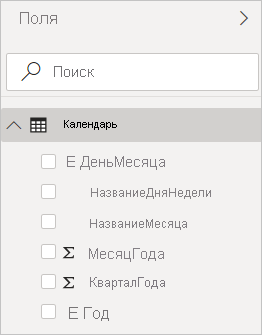 Поля
Поиск
Календарь
Е ДеньМесяца
НазваниеДняНедели
НазваниеМесяца
Σ МесяцГода
Σ КварталГода
Е Год